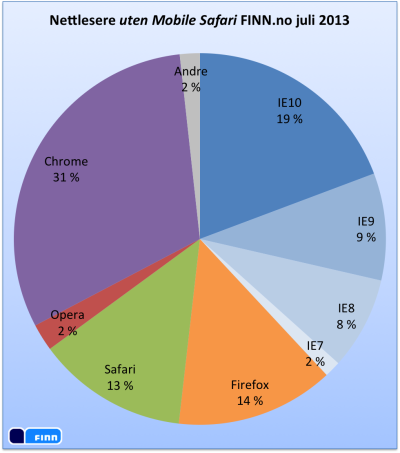 Nettlesere uten Mobile Safari FINN.no juli 2013
Andre
2 %
IE10
19 %
IE9
9 %
IE8
8 %
IE7
2 %
Firefox
14 %
Safari
13 %
Opera
2 %
Chrome
31 %
FINN